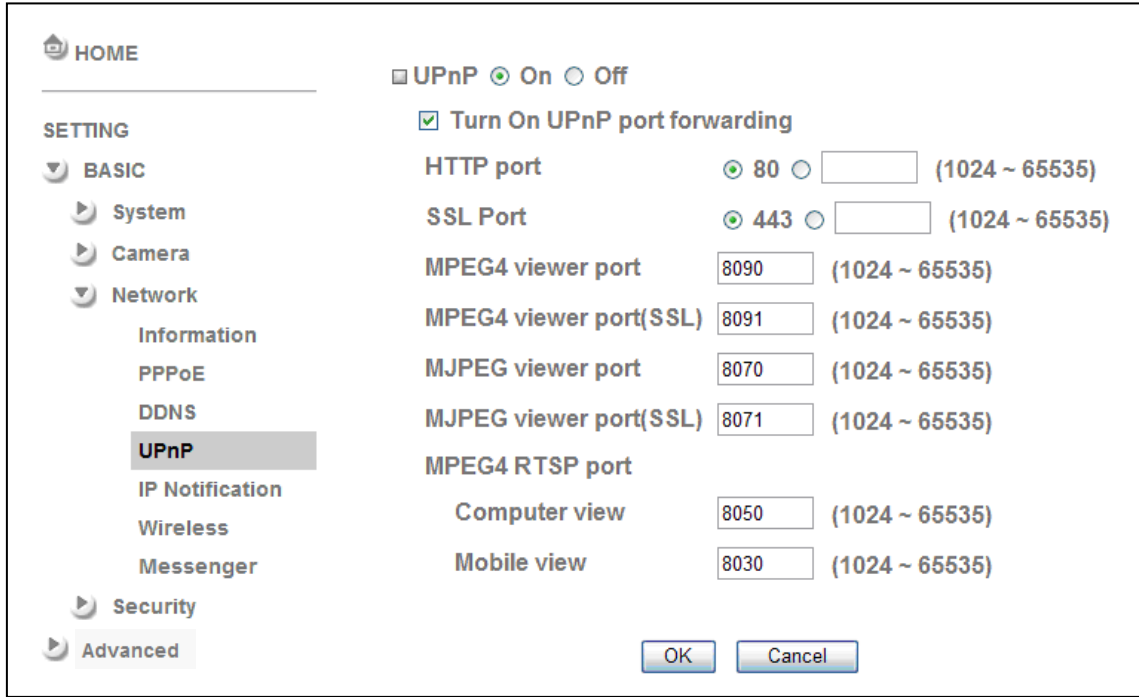 HOME
SETTING
BASIC
System
Camera
Network
Information
PPPoE
DDNS
UPnP
IP Notification
Wireless
Messenger
Security
Advanced
UPnP On Off
Turn On UPnP port forwarding
HTTP port 80 (1024 ~ 65535)
SSL Port 443 (1024 ~ 65535)
MPEG4 viewer port 8090 (1024 ~ 65535)
MPEG4 viewer port(SSL) 8091 (1024 ~ 65535)
MJPEG viewer port 8070 (1024 ~ 65535)
MJPEG viewer port(SSL) 8071 (1024 ~ 65535)
MPEG4 RTSP port
Computer view 8050 (1024 ~ 65535)
Mobile view 8030 (1024 ~ 65535)
OK Cancel